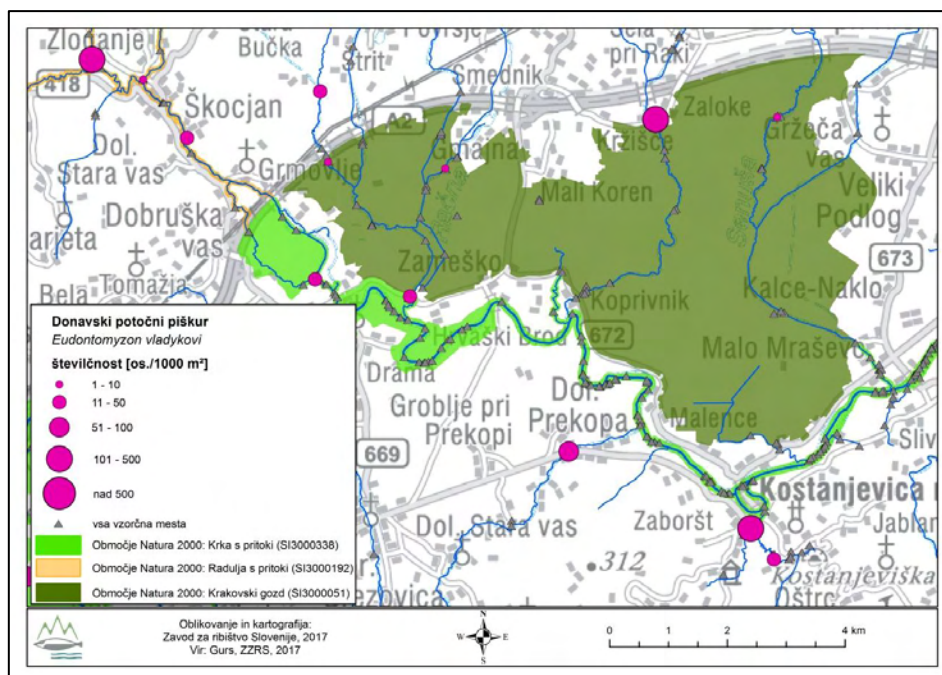 Zlodanje
Bučka
Štrit
Smednik
pri Raki
418
Škocjan
A2
Zaloke
Dol.
Stara vas
Grmovlje
Gmajna
Križišče
Gržeča
vas
Mali Koren
Veliki
Podlog
Dobruška
vas
Tomažja
Bela
Zameško
673
Koprivnik
Kalce-Naklo
Hrvaški Brod
672
Malo Mraševo
Drama
Groblje pri
Prekopi
Dol.
Prekopa
Malence
669
Kostanjevica n
Zaboršt
Dol. Stara vas
312
Kostanjeviška
Donavski potočni piškur
Eudontomyzon vladykovi
številčnost [os./1000 m²]
1 - 10
11 - 50
51 - 100
101 - 500
nad 500
vsa vzorčna mesta
Območje Natura 2000: Krka s pritoki (SI3000338)
Območje Natura 2000: Radulja s pritoki (SI3000192)
Območje Natura 2000: Krakovski gozd (SI3000051)
Oblikovanje in kartografija:
Zavod za ribištvo Slovenije, 2017
Vir: Gurs, ZZRS, 2017
N
W E
S
0 1 2 4 km